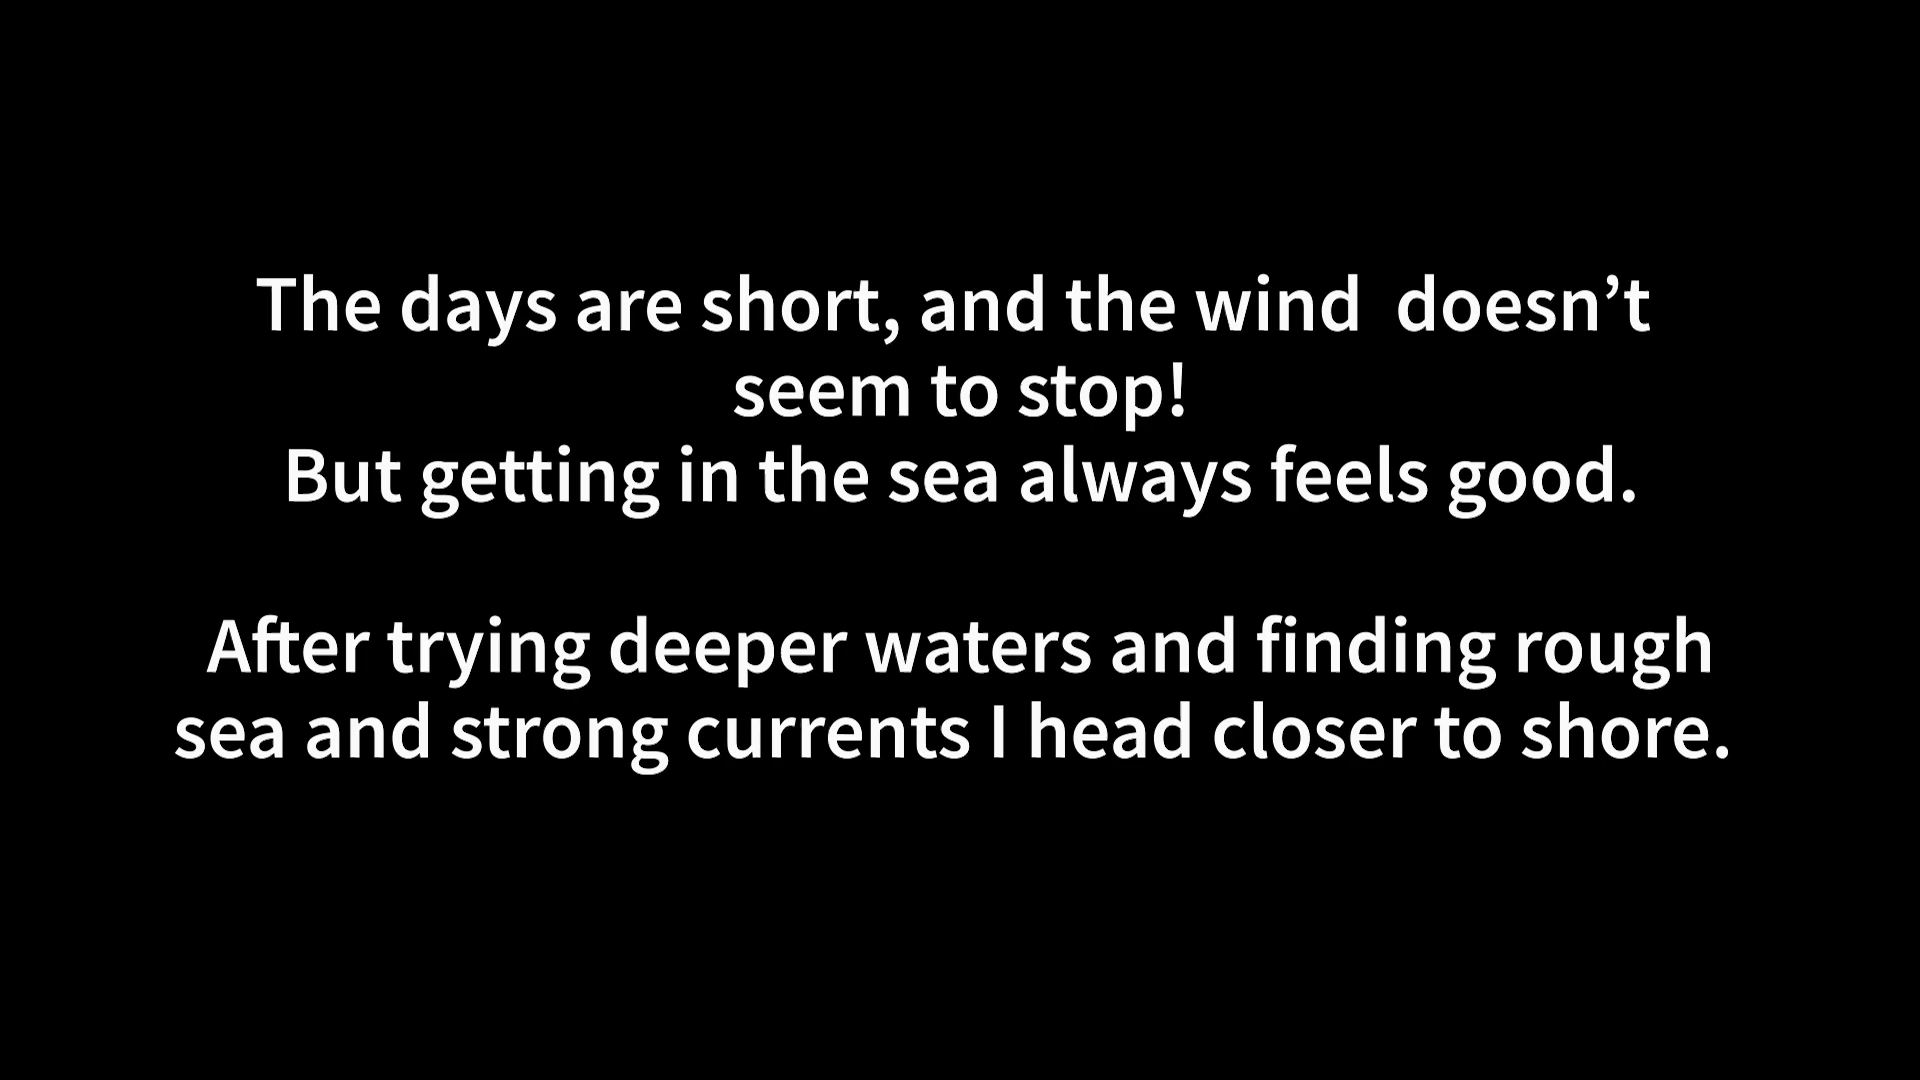 The days are short, and the wind  doesn’t
seem to stop!
But getting in the sea always feels good.
After trying deeper waters and finding rough
sea and strong currents I head closer to shore.